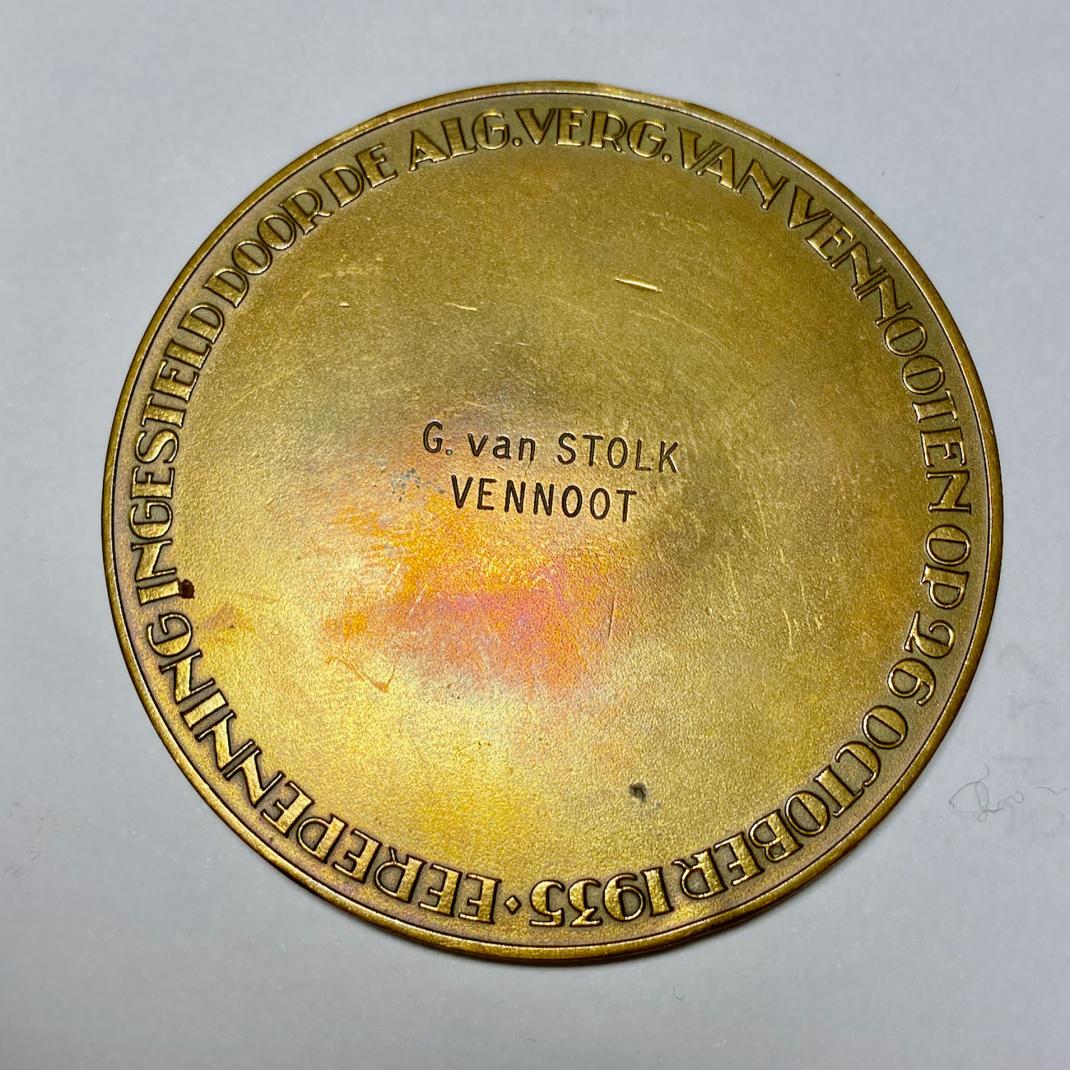 EEREPENNING INGESTELD DOOR DE ALG. VERG. VAN VENNOOTEN OP 26 OCTOBER 1935
G. van STOLK
VENNOOT